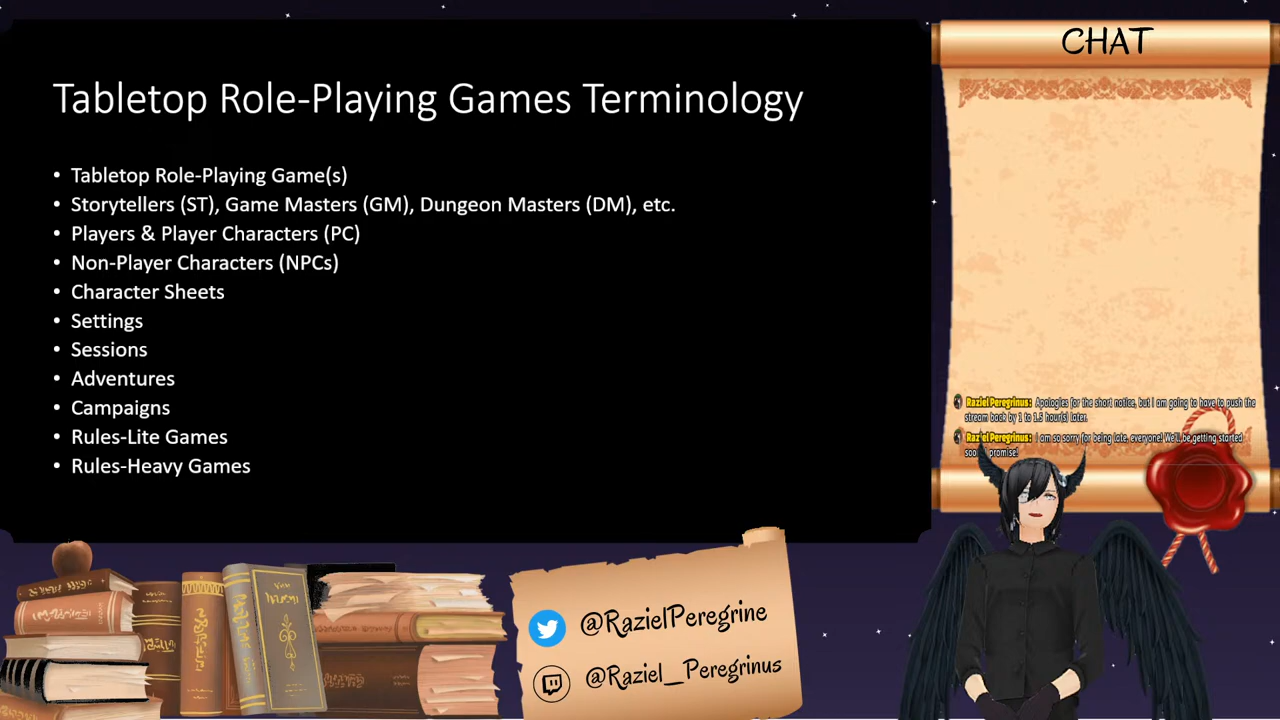 Tabletop Role-Playing Games Terminology
• Tabletop Role-Playing Game(s)
• Storytellers (ST), Game Masters (GM), Dungeon Masters (DM), etc.
• Players & Player Characters (PC)
• Non-Player Characters (NPCs)
• Character Sheets
• Settings
• Sessions
• Adventures
• Campaigns
• Rules-Lite Games
• Rules-Heavy Games
CHAT
RazielPeregrinus: Apologies for the short notice, but I am going to have to push the
stream back by 1 to 1.5 hour(s) later.
RazielPeregrinus: I am so sorry for being late, everyone! We'll be getting started
promise!
@RazielPeregrine
@Raziel_Peregrinus